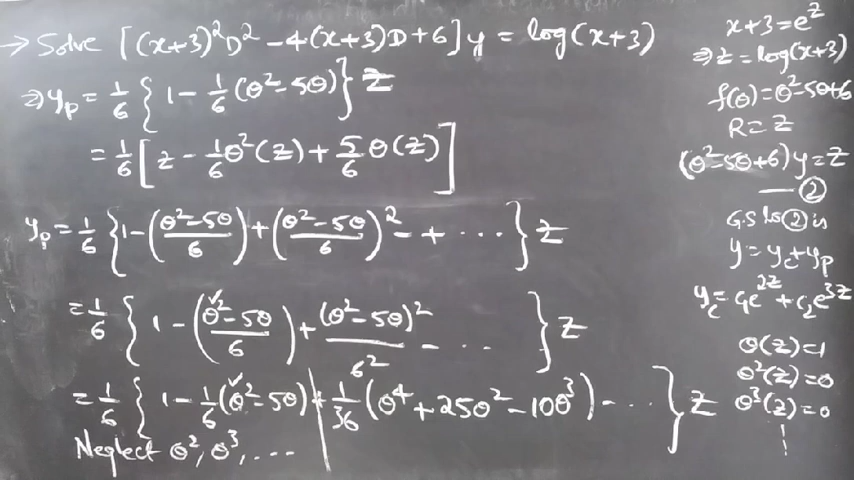 → Solve [(x+3)²D² - 4(x+3)D + 6] y = log(x+3)
⇒ yₚ = 1/6 { 1 - 1/6 (θ² - 5θ) } z
= 1/6 [ z - 1/6 θ²(z) + 5/6 θ(z) ]
yₚ = 1/6 { 1 - ((θ² - 5θ)/6) + ((θ² - 5θ)/6)² - + ... } z
= 1/6 { 1 - ((θ² - 5θ)/6) + (θ² - 5θ)²/6² - ... } z
= 1/6 { 1 - 1/6 (θ² - 5θ) + 1/36 (θ⁴ + 25θ² - 10θ³) - ... } z
Neglect θ², θ³, ...
x+3 = e^z
⇒ z = log(x+3)
f(θ) = θ² - 5θ + 6
R = z
(θ² - 5θ + 6) y = z
— ②
G.S to ② is
y = y_c + yₚ
y_c = c₁e^2z + c₂e^3z
θ(z) = 1
θ²(z) = 0
θ³(z) = 0
⋮